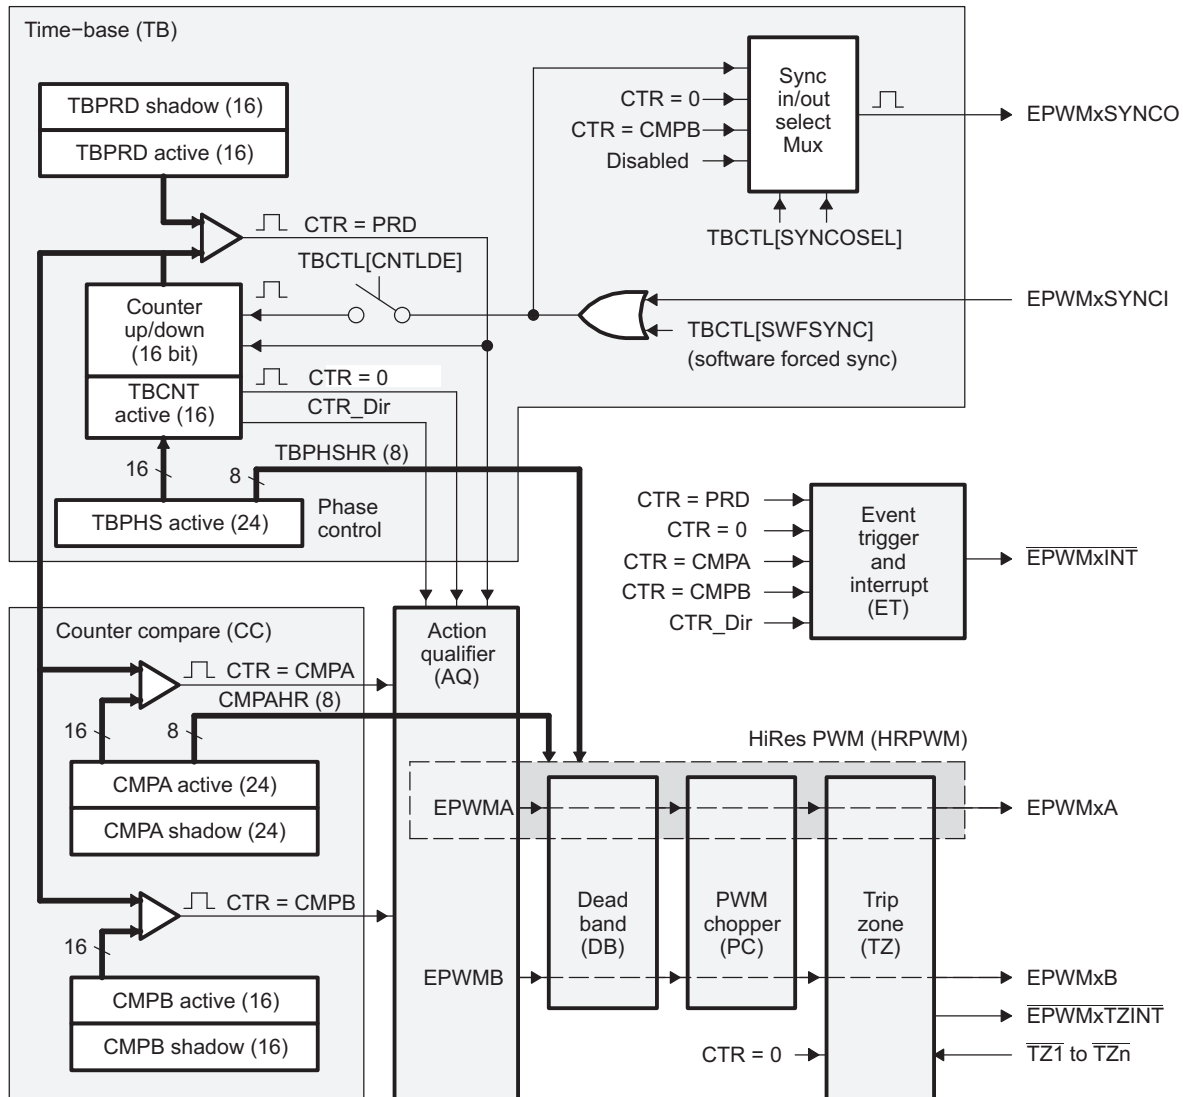 Time−base (TB)
TBPRD shadow (16)
TBPRD active (16)
CTR = PRD
TBCTL[CNTLDE]
Counter
up/down
(16 bit)
TBCNT
active (16)
CTR = 0
CTR_Dir
16
8
TBPHSHR (8)
TBPHS active (24)
Phase
control
CTR = 0
CTR = CMPB
Disabled
Sync
in/out
select
Mux
TBCTL[SYNCOSEL]
EPWMxSYNCO
EPWMxSYNCI
TBCTL[SWFSYNC]
(software forced sync)
CTR = PRD
CTR = 0
CTR = CMPA
CTR = CMPB
CTR_Dir
Event
trigger
and
interrupt
(ET)
EPWMxINT
Counter compare (CC)
CTR = CMPA
CMPAHR (8)
16
8
CMPA active (24)
CMPA shadow (24)
CTR = CMPB
16
CMPB active (16)
CMPB shadow (16)
Action
qualifier
(AQ)
HiRes PWM (HRPWM)
EPWMA
EPWMB
Dead
band
(DB)
PWM
chopper
(PC)
Trip
zone
(TZ)
CTR = 0
EPWMxA
EPWMxB
EPWMxTZINT
TZ1 to TZn